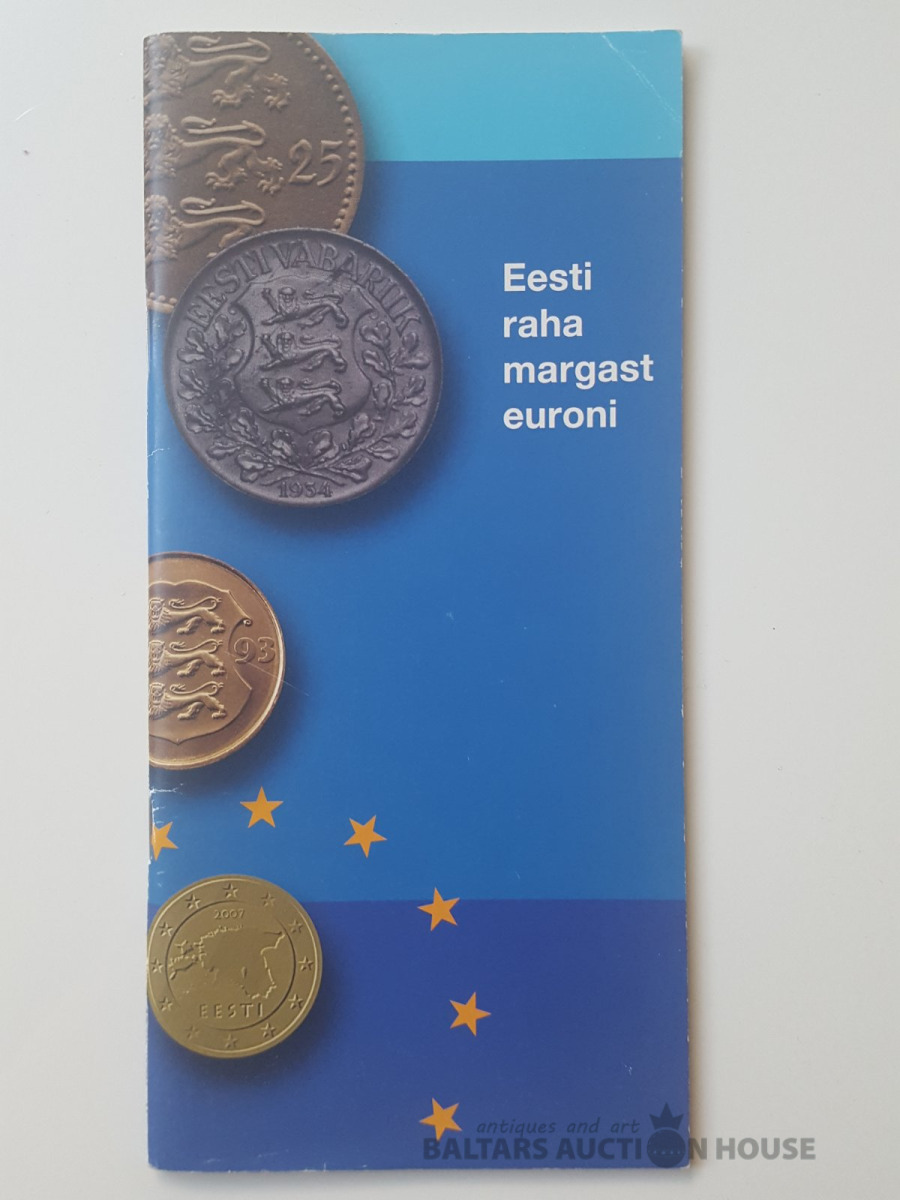 25
EESTI VABARIIK
1934
Eesti
raha
margast
euroni
93
2007
EESTI
antiques and art
BALTARS AUCTION HOUSE